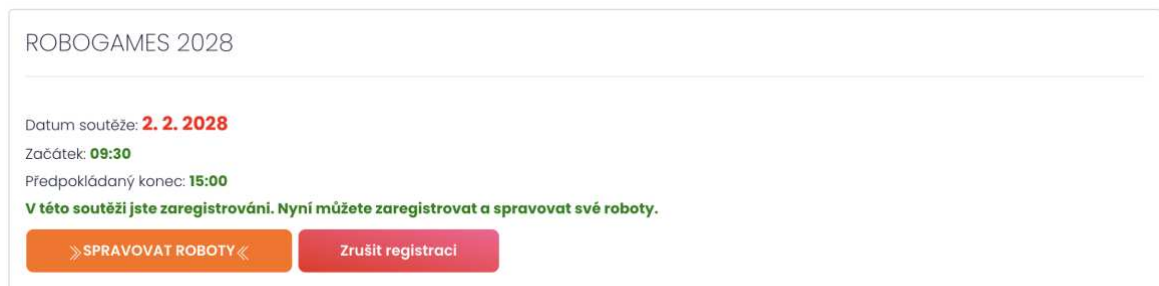 ROBOGAMES 2028
Datum soutěže: 2. 2. 2028
Začátek: 09:30
Předpokládaný konec: 15:00
V této soutěži jste zaregistrováni. Nyní můžete zaregistrovat a spravovat své roboty.
SPRAVOVAT ROBOTY Zrušit registraci